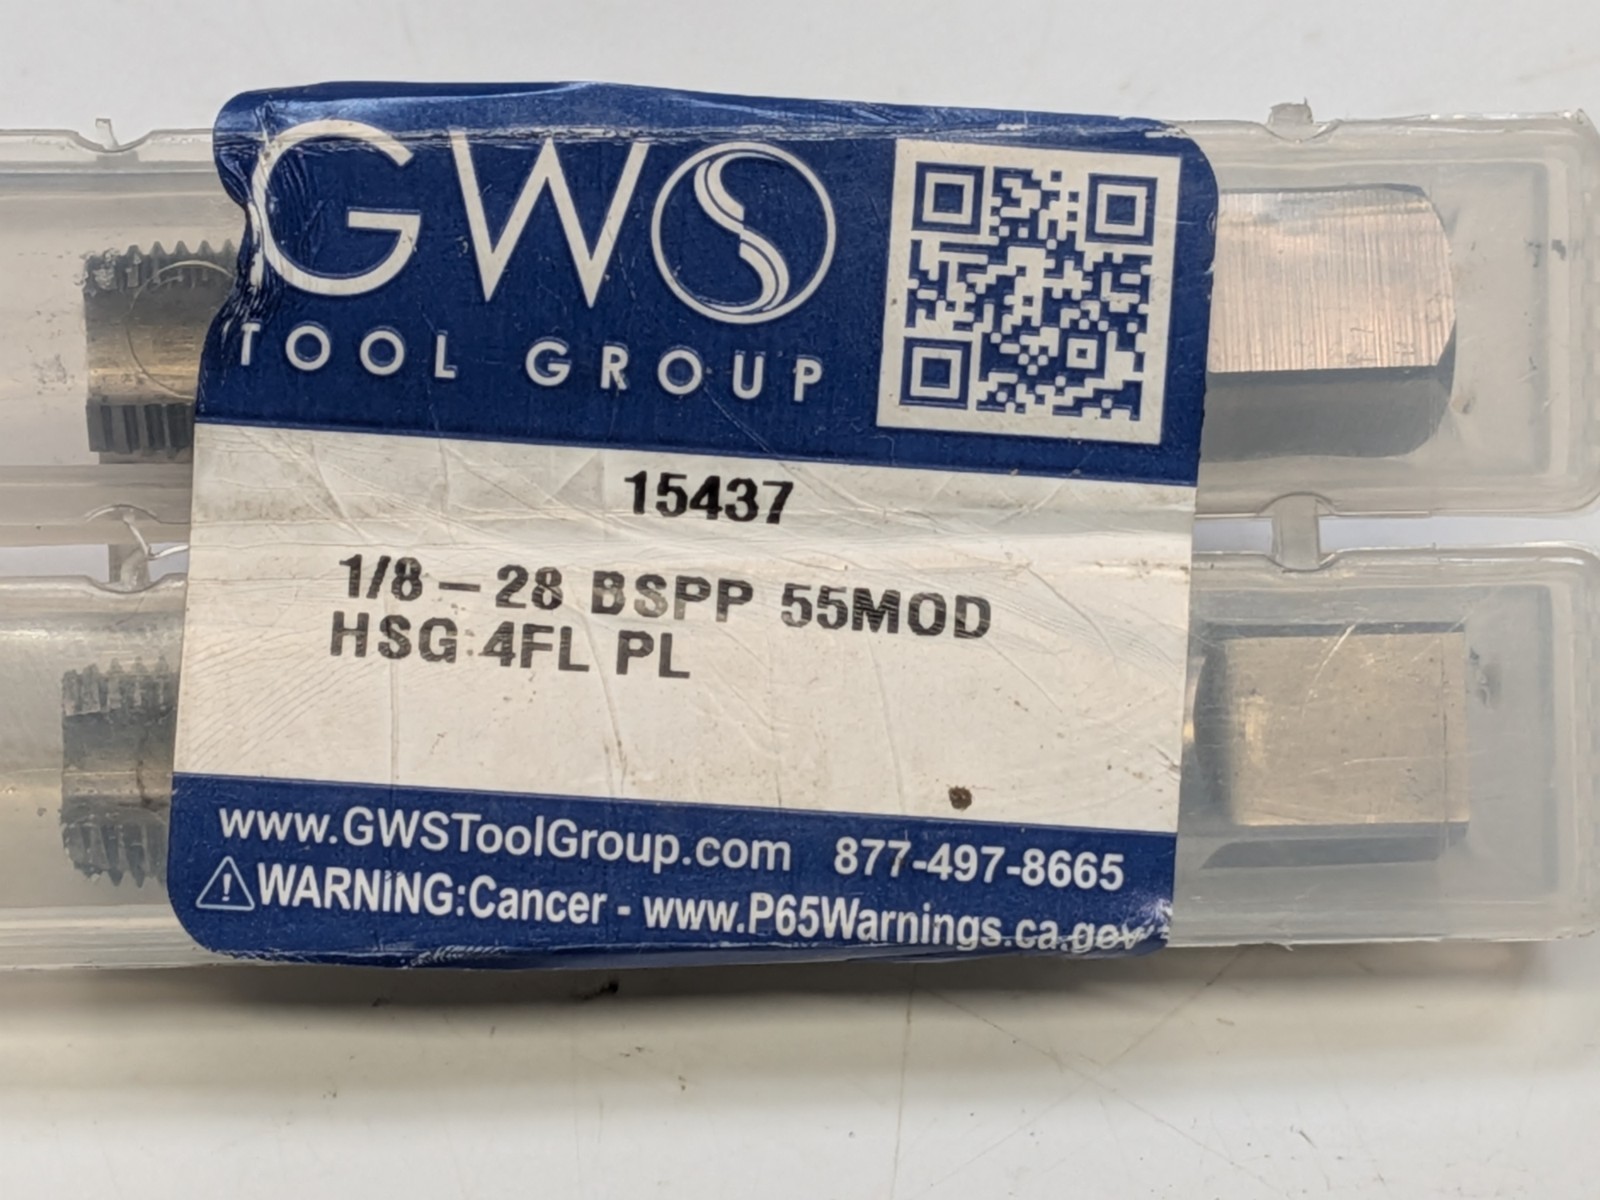 GWS
TOOL GROUP
15437
1/8-28 BSPP 55MOD
HSG 4FL PL
www.GWSToolGroup.com 877-497-8665
WARNING:Cancer - www.P65Warnings.ca.gov